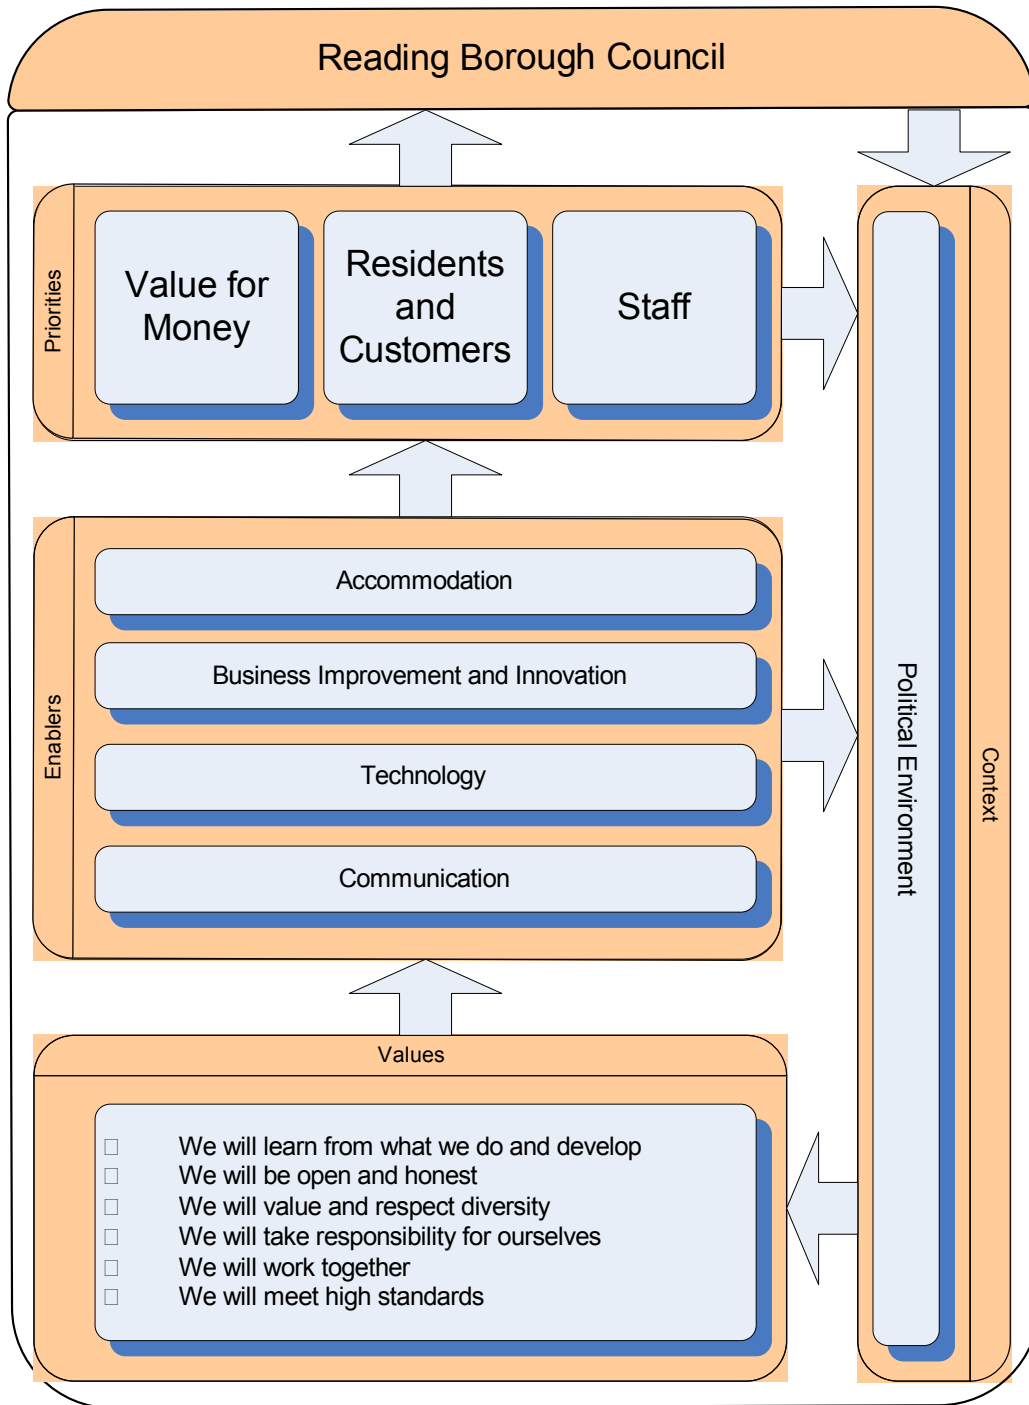 Reading Borough Council
Priorities
Value for
Money
Residents
and
Customers
Staff
Enablers
Accommodation
Business Improvement and Innovation
Technology
Communication
Political Environment
Context
Values
We will learn from what we do and develop
We will be open and honest
We will value and respect diversity
We will take responsibility for ourselves
We will work together
We will meet high standards